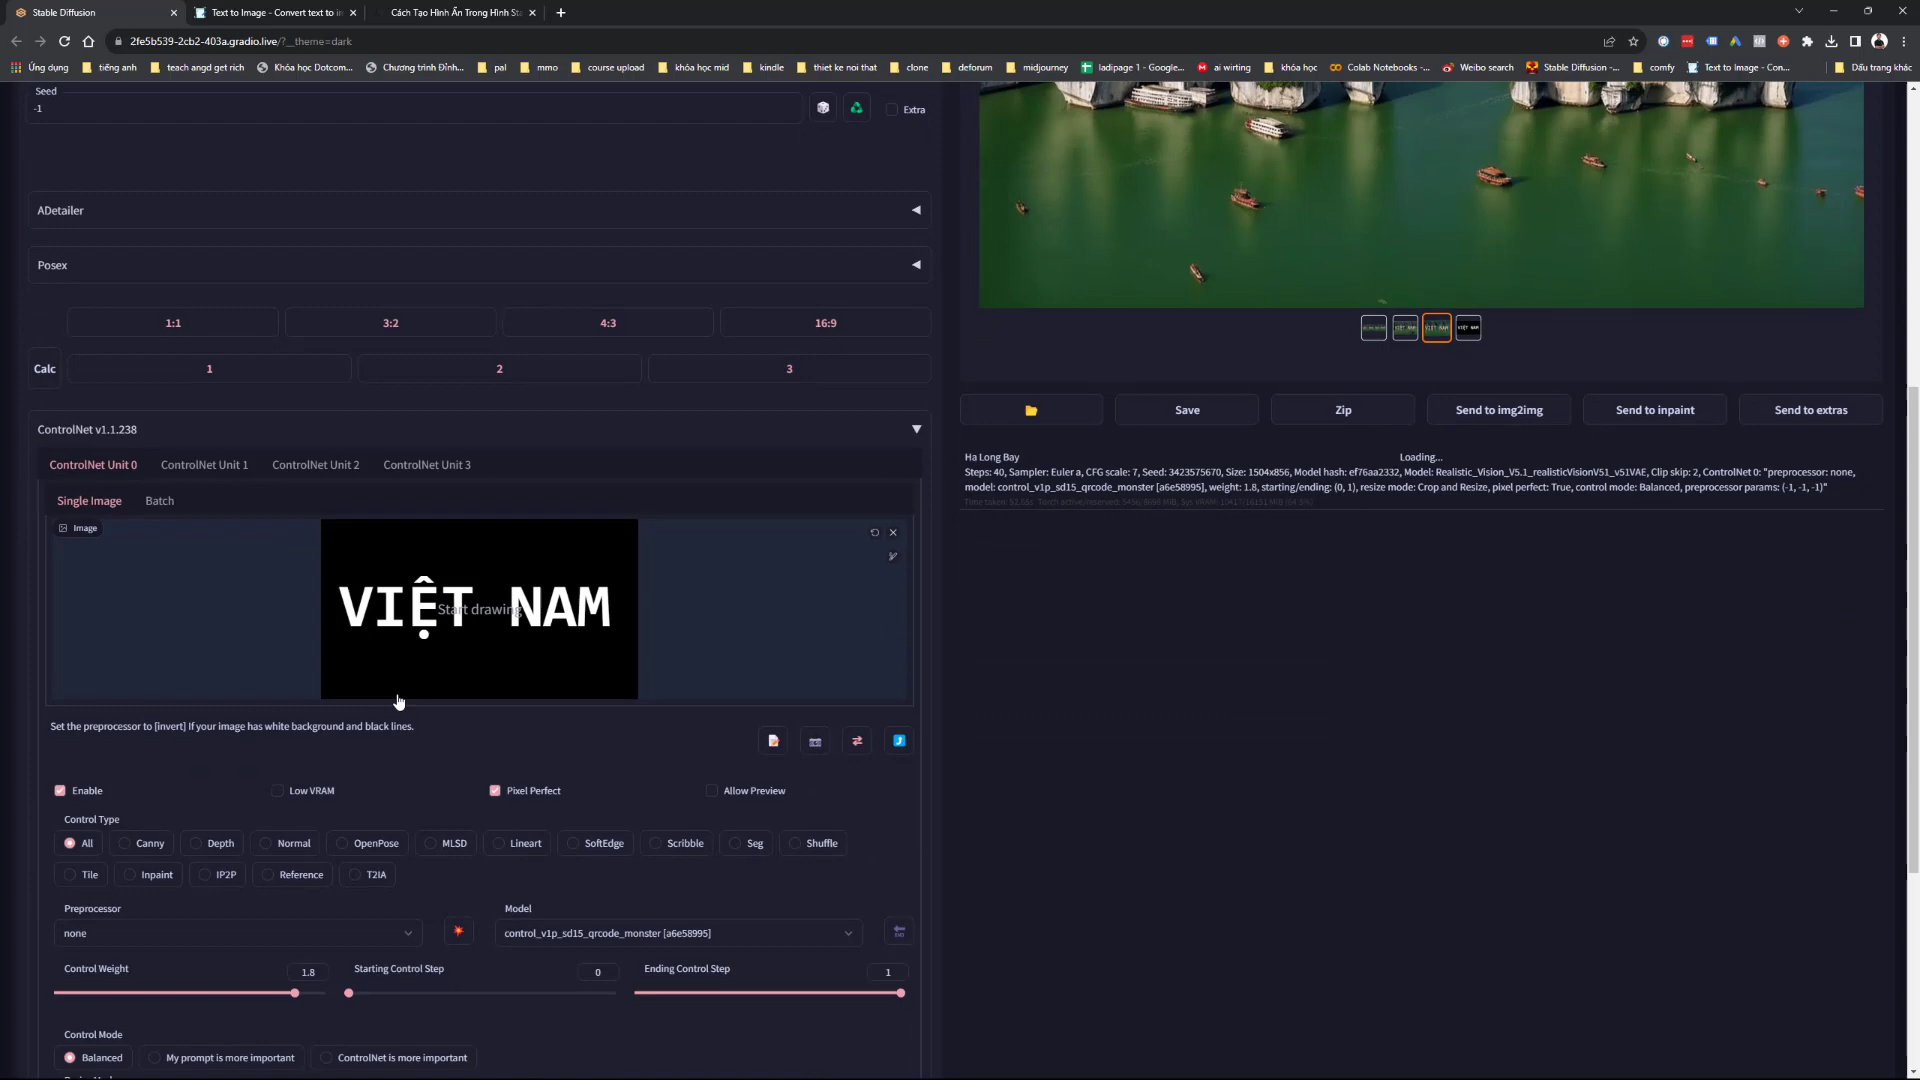 Stable Diffusion
Text to Image - Convert text to in
Cách Tạo Hình Ẩn Trong Hình Sta
2fe5b539-2cb2-403a.gradio.live/?__theme=dark
Ứng dụng
tiếng anh
teach angd get rich
Khóa học Dotcom...
Chương trình Đỉnh...
pal
mmo
course upload
khóa học mid
kindle
thiet ke noi that
clone
deforum
midjourney
ladipage 1 - Google...
ai wirting
khóa học
Colab Notebooks -...
Weibo search
Stable Diffusion -...
comfy
Text to Image - Con...
Dấu trang khác
Seed
-1
Extra
ADetailer
Posex
1:1
3:2
4:3
16:9
Calc
1
2
3
ControlNet v1.1.238
ControlNet Unit 0
ControlNet Unit 1
ControlNet Unit 2
ControlNet Unit 3
Single Image
Batch
Image
VIỆT NAM
Start drawing
Set the preprocessor to [invert] If your image has white background and black lines.
Enable
Low VRAM
Pixel Perfect
Allow Preview
Control Type
All
Canny
Depth
Normal
OpenPose
MLSD
Lineart
SoftEdge
Scribble
Seg
Shuffle
Tile
Inpaint
IP2P
Reference
T2IA
Preprocessor
Model
none
control_v1p_sd15_qrcode_monster [a6e58995]
Control Weight
1.8
Starting Control Step
0
Ending Control Step
1
Control Mode
Balanced
My prompt is more important
ControlNet is more important
VIỆT NAM
VIỆT NAM
VIỆT NAM
Save
Zip
Send to img2img
Send to inpaint
Send to extras
Ha Long Bay
Loading...
Steps: 40, Sampler: Euler a, CFG scale: 7, Seed: 3423575670, Size: 1504x856, Model hash: ef76aa2332, Model: Realistic_Vision_V5.1_realisticVisionV51_v51VAE, Clip skip: 2, ControlNet 0: "preprocessor: none,
model: control_v1p_sd15_qrcode_monster [a6e58995], weight: 1.8, starting/ending: (0, 1), resize mode: Crop and Resize, pixel perfect: True, control mode: Balanced, preprocessor params: (-1, -1, -1)"